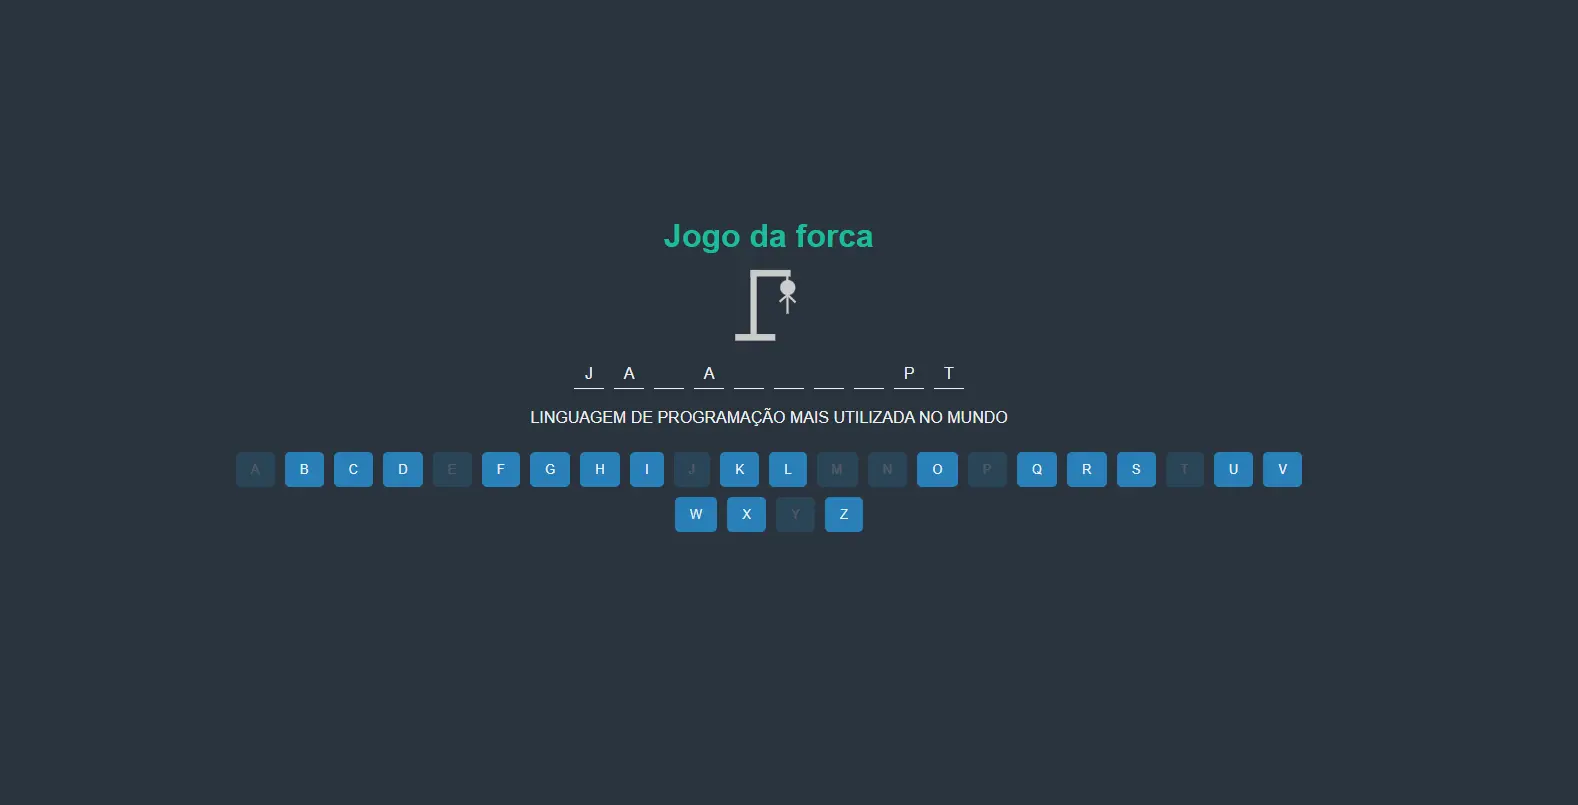 Jogo da forca
J A A P T
LINGUAGEM DE PROGRAMAÇÃO MAIS UTILIZADA NO MUNDO
A B C D E F G H I J K L M N O P Q R S T U V
W X Y Z